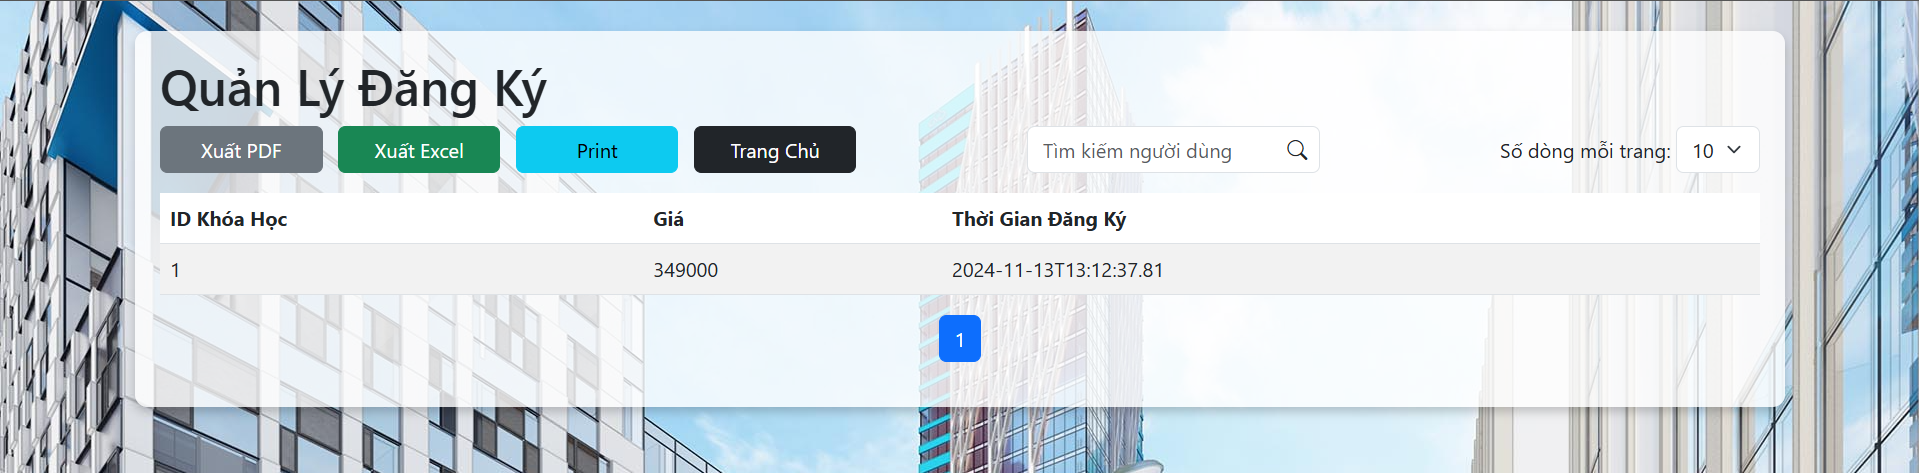 Quản Lý Đăng Ký
Xuất PDF Xuất Excel Print Trang Chủ Tìm kiếm người dùng Số dòng mỗi trang: 10
ID Khóa Học Giá Thời Gian Đăng Ký
1 349000 2024-11-13T13:12:37.81
1